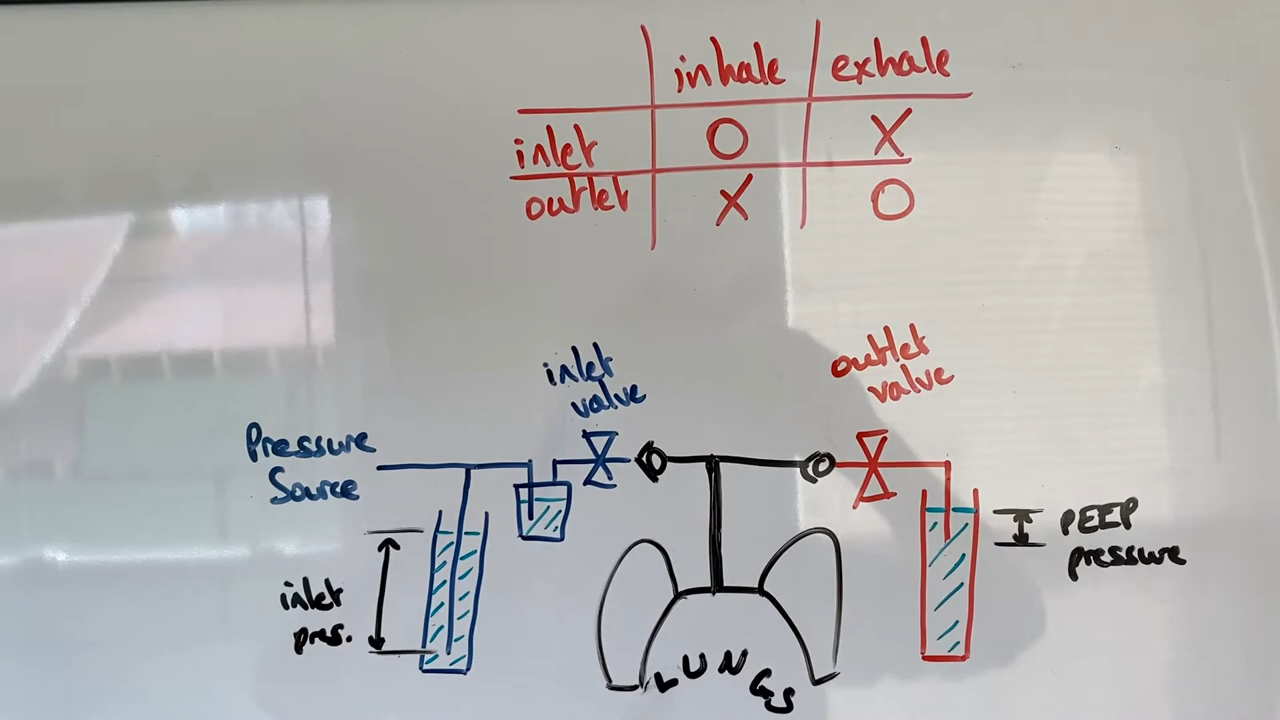 inhale exhale
inlet O X
outlet X O
inlet
valve
outlet
valve
Pressure
Source
inlet
pres.
PEEP
pressure
LUNGS